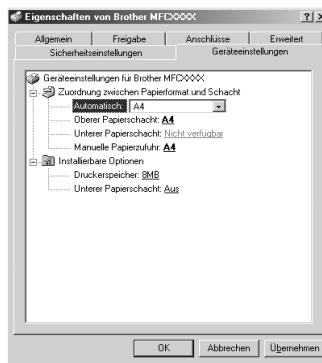 Eigenschaften von Brother MFCXXXX
Allgemein Freigabe Anschlüsse Erweitert
Sicherheitseinstellungen Geräteeinstellungen
Geräteeinstellungen für Brother MFCXXXX
Zuordnung zwischen Papierformat und Schacht
Automatisch: A4
Oberer Papierschacht: A4
Unterer Papierschacht: Nicht verfügbar
Manuelle Papierzufuhr: A4
Installierbare Optionen
Druckerspeicher: 8MB
Unterer Papierschacht: Aus
OK Abbrechen Übernehmen